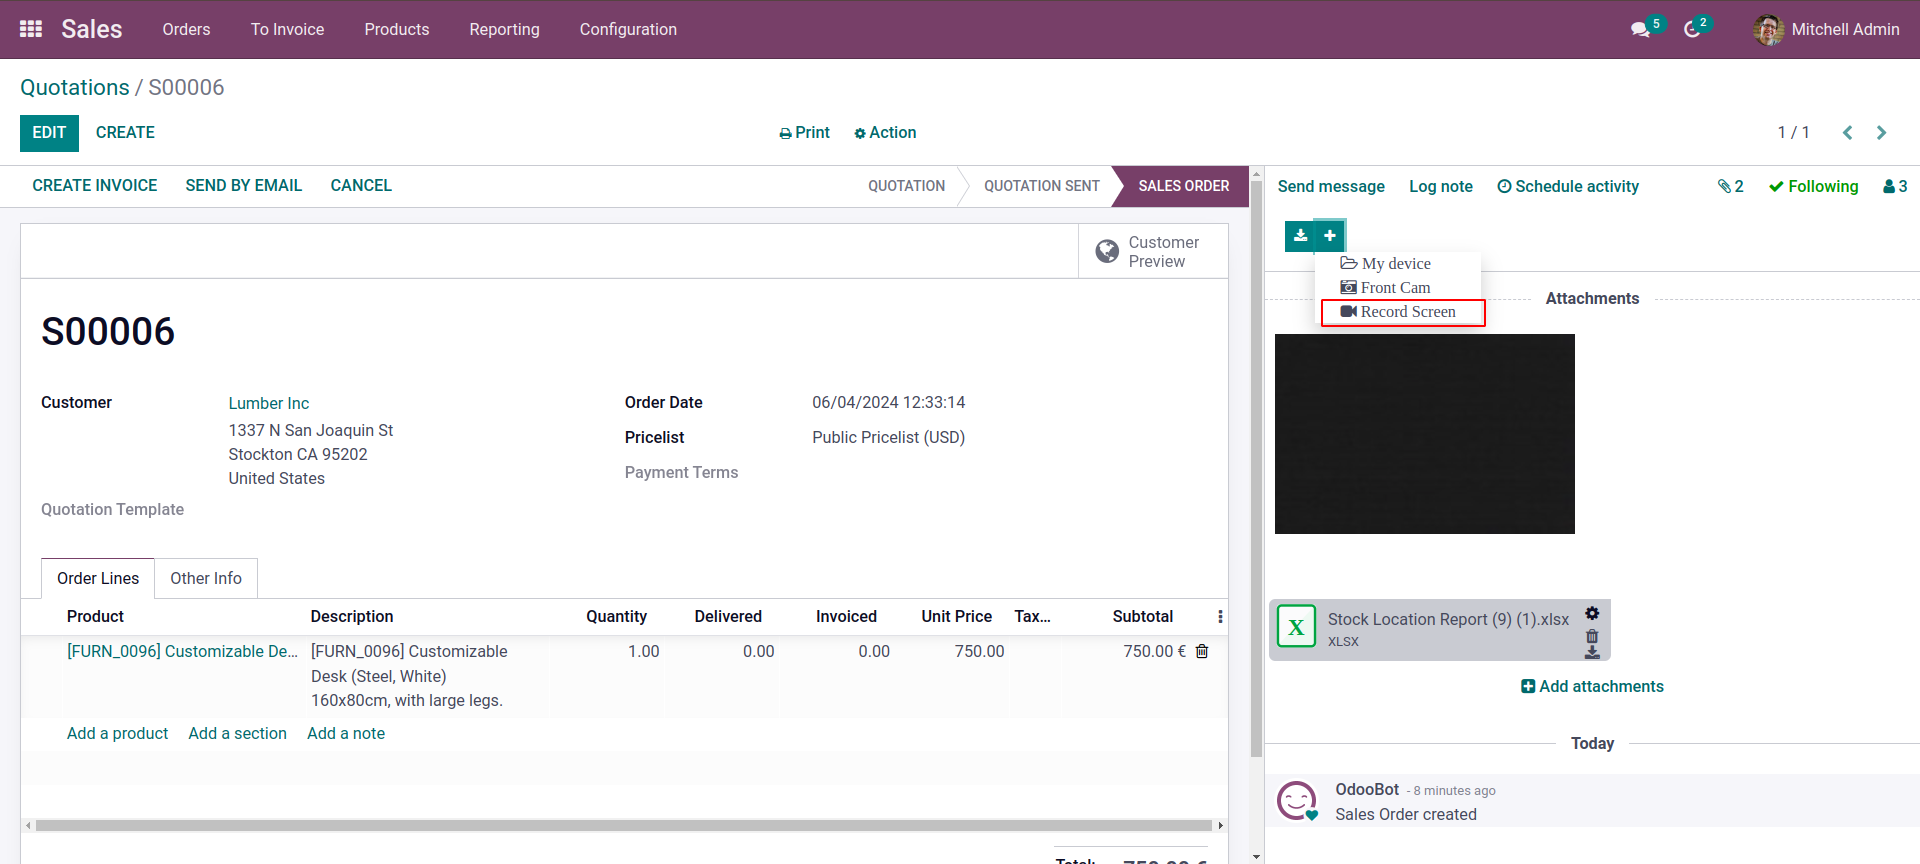 Sales Orders To Invoice Products Reporting Configuration 5 2 Mitchell Admin
Quotations / S00006
EDIT CREATE Print Action 1 / 1
CREATE INVOICE SEND BY EMAIL CANCEL QUOTATION QUOTATION SENT SALES ORDER
Send message Log note Schedule activity 2 Following 3
Customer
Preview
My device
Front Cam
Record Screen
Attachments
S00006
Customer Lumber Inc
1337 N San Joaquin St
Stockton CA 95202
United States
Order Date 06/04/2024 12:33:14
Pricelist Public Pricelist (USD)
Payment Terms
Quotation Template
Order Lines Other Info
Product Description Quantity Delivered Invoiced Unit Price Tax... Subtotal
[FURN_0096] Customizable De... [FURN_0096] Customizable 1.00 0.00 0.00 750.00 750.00 €
Desk (Steel, White)
160x80cm, with large legs.
Add a product Add a section Add a note
X
Stock Location Report (9) (1).xlsx
XLSX
Add attachments
Today
OdooBot - 8 minutes ago
Sales Order created
Total: 750.00 €